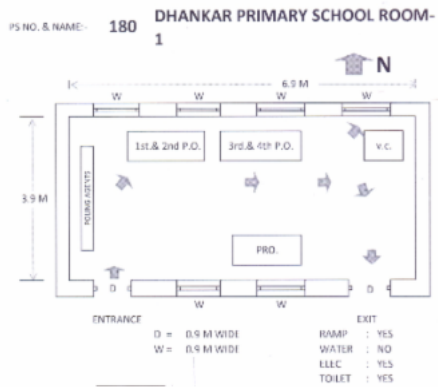 PS NO. & NAME:- 180 DHANKAR PRIMARY SCHOOL ROOM-1
N
6.9 M
W W W W
1st.& 2nd P.O. 3rd.& 4th P.O. V.C.
3.9 M
POLING AGENTS
PRO.
D D
W W
ENTRANCE EXIT
D = 0.9 M WIDE RAMP : YES
W = 0.9 M WIDE WATER : NO
ELEC : YES
TOILET : YES